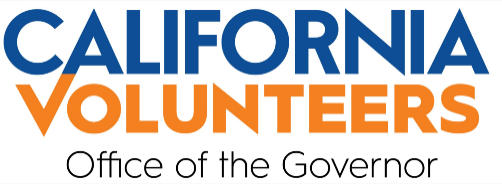 CALIFORNIA
VOLUNTEERS
Office of the Governor